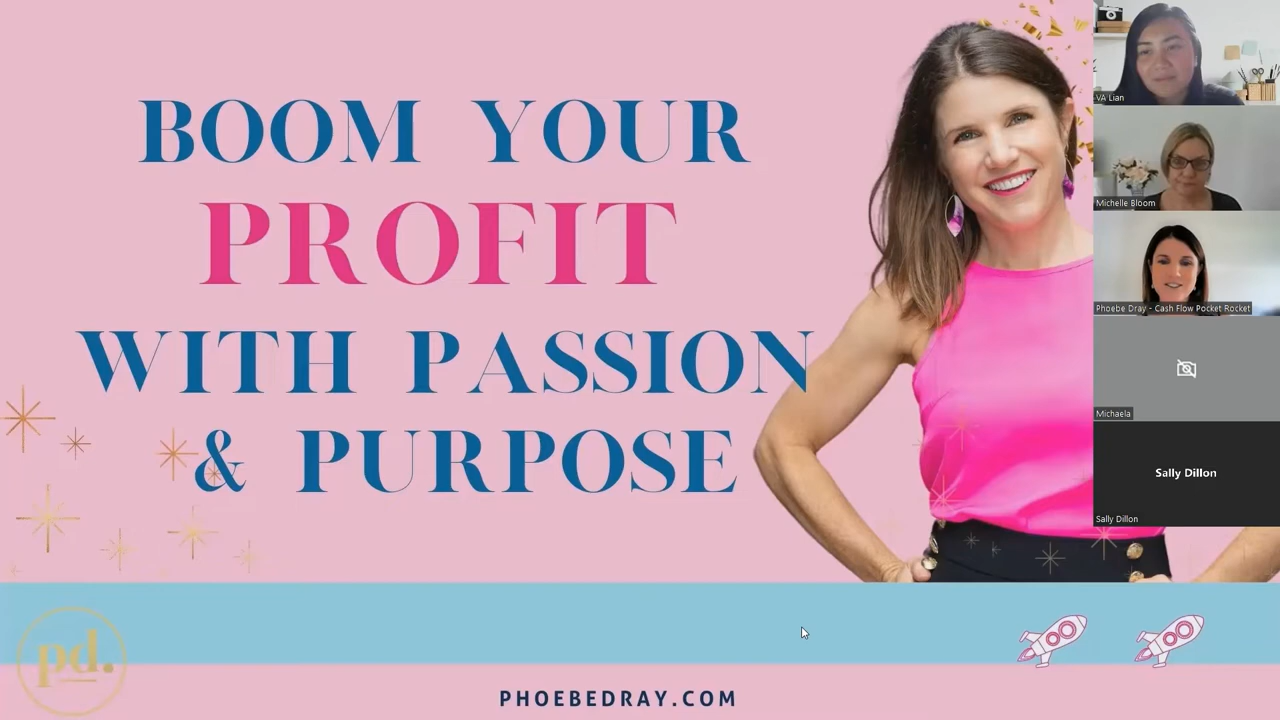 BOOM YOUR
PROFIT
WITH PASSION
& PURPOSE
pd.
PHOEBEDRAY.COM
VA Lian
Michelle Bloom
Phoebe Dray - Cash Flow Pocket Rocket
Michaela
Sally Dillon
Sally Dillon